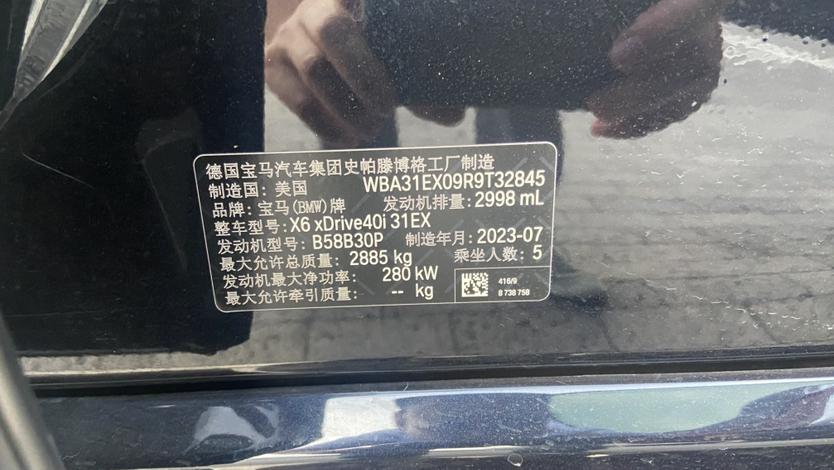 德国宝马汽车集团史帕滕博格工厂制造
制造国：美国 WBA31EX09R9T32845
品牌：宝马(BMW)牌 发动机排量：2998 mL
整车型号：X6 xDrive40i 31EX
发动机型号：B58B30P 制造年月：2023-07
最大允许总质量：2885 kg 乘坐人数：5
发动机最大净功率：280 kW
最大允许牵引质量：-- kg
416/9
8 738 758